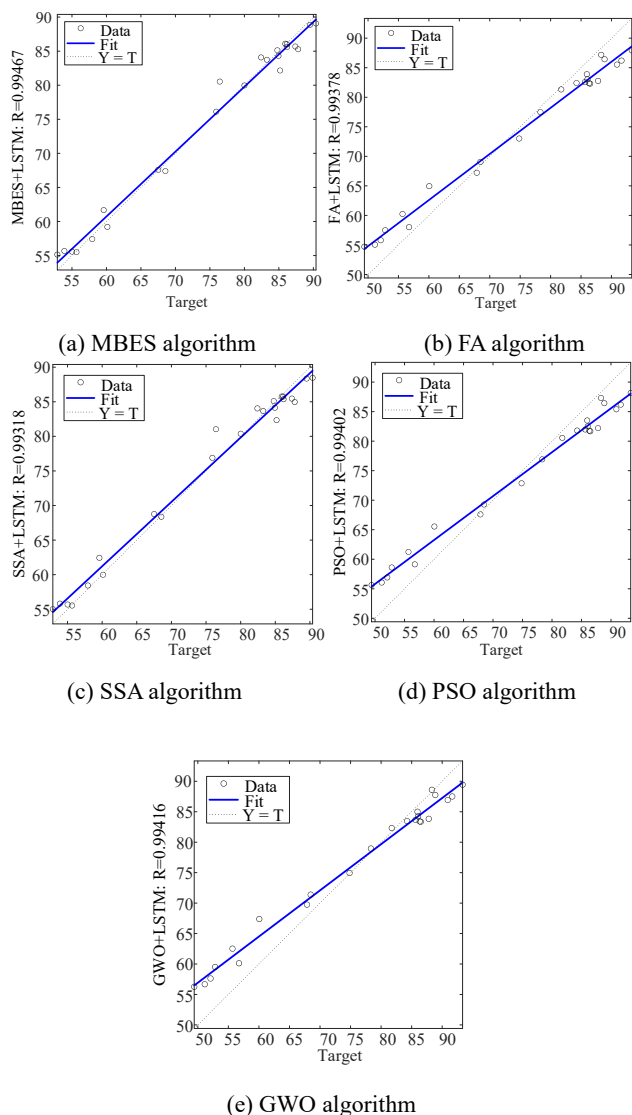 MBES+LSTM: R=0.99467
90
85
80
75
70
65
60
55
Data
Fit
Y = T
55 60 65 70 75 80 85 90
Target
(a) MBES algorithm
FA+LSTM: R=0.99378
90
85
80
75
70
65
60
55
50
Data
Fit
Y = T
50 55 60 65 70 75 80 85 90
Target
(b) FA algorithm
SSA+LSTM: R=0.99318
90
85
80
75
70
65
60
55
Data
Fit
Y = T
55 60 65 70 75 80 85 90
Target
(c) SSA algorithm
PSO+LSTM: R=0.99402
90
85
80
75
70
65
60
55
50
Data
Fit
Y = T
50 55 60 65 70 75 80 85 90
Target
(d) PSO algorithm
GWO+LSTM: R=0.99416
90
85
80
75
70
65
60
55
50
Data
Fit
Y = T
50 55 60 65 70 75 80 85 90
Target
(e) GWO algorithm